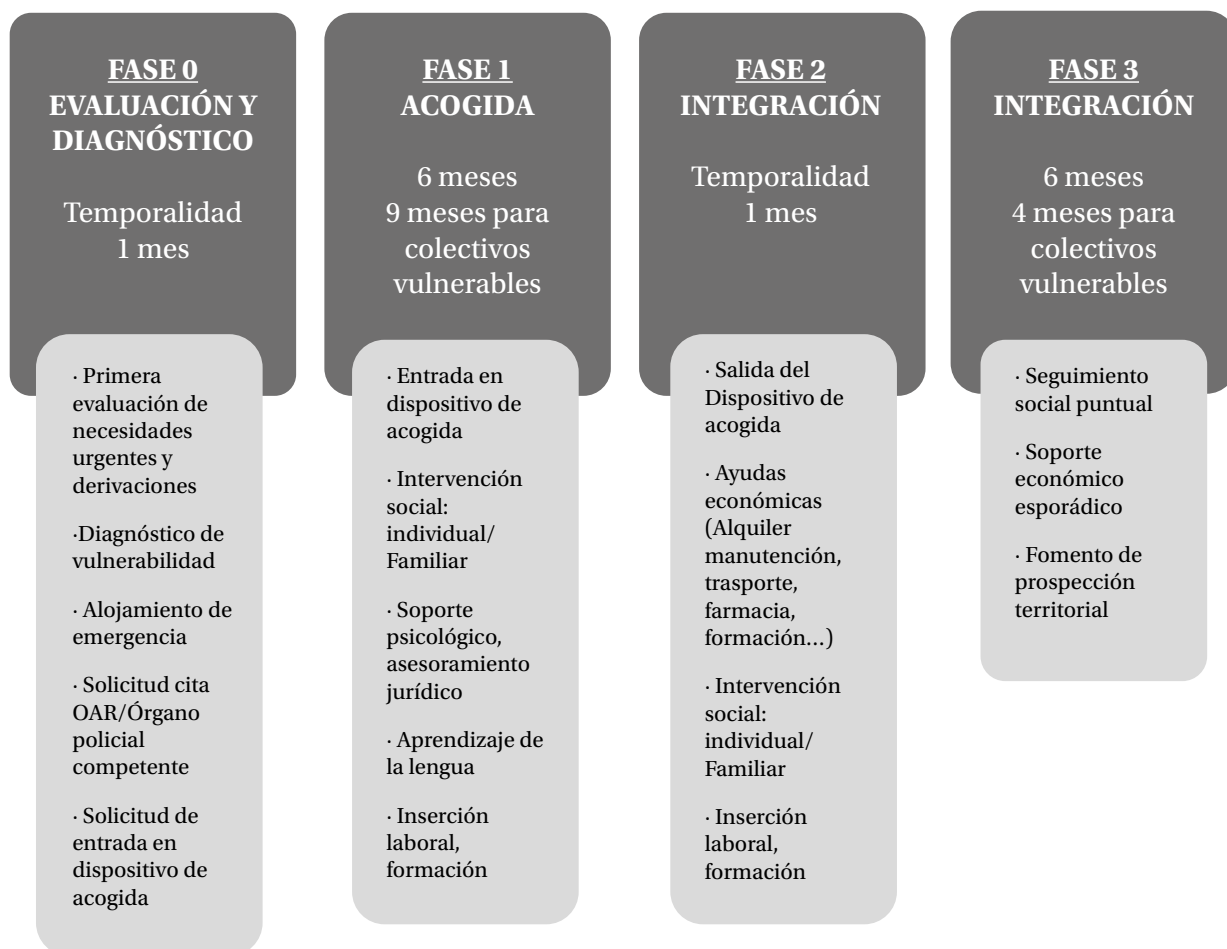 FASE 0
EVALUACIÓN Y
DIAGNÓSTICO
Temporalidad
1 mes
· Primera
evaluación de
necesidades
urgentes y
derivaciones
·Diagnóstico de
vulnerabilidad
· Alojamiento de
emergencia
· Solicitud cita
OAR/Órgano
policial
competente
· Solicitud de
entrada en
dispositivo de
acogida
FASE 1
ACOGIDA
6 meses
9 meses para
colectivos
vulnerables
· Entrada en
dispositivo de
acogida
· Intervención
social:
individual/
Familiar
· Soporte
psicológico,
asesoramiento
jurídico
· Aprendizaje de
la lengua
· Inserción
laboral,
formación
FASE 2
INTEGRACIÓN
Temporalidad
1 mes
· Salida del
Dispositivo de
acogida
· Ayudas
económicas
(Alquiler
manutención,
trasporte,
farmacia,
formación...)
· Intervención
social:
individual/
Familiar
· Inserción
laboral,
formación
FASE 3
INTEGRACIÓN
6 meses
4 meses para
colectivos
vulnerables
· Seguimiento
social puntual
· Soporte
económico
esporádico
· Fomento de
prospección
territorial